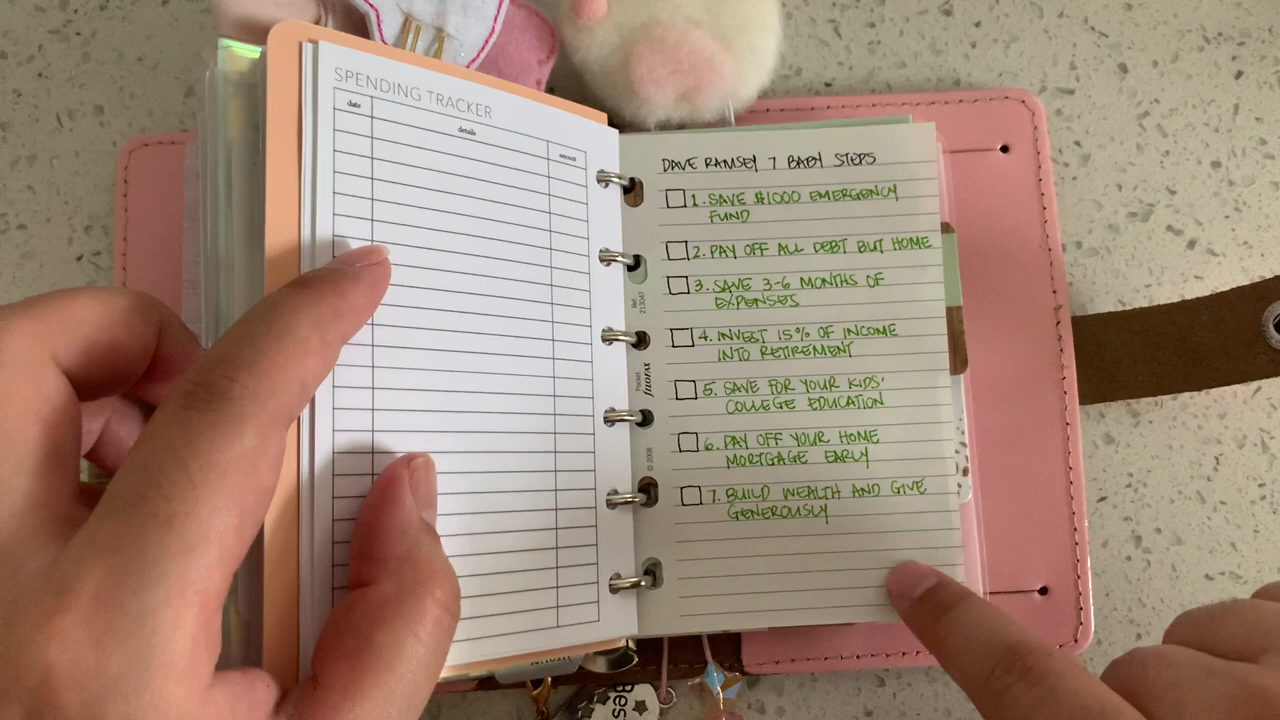 SPENDING TRACKER
date
details
amount
DAVE RAMSEY 7 BABY STEPS
1. SAVE $1000 EMERGENCY
FUND
2. PAY OFF ALL DEBT BUT HOME
3. SAVE 3-6 MONTHS OF
EXPENSES
4. INVEST 15% OF INCOME
INTO RETIREMENT
5. SAVE FOR YOUR KIDS'
COLLEGE EDUCATION
6. PAY OFF YOUR HOME
MORTGAGE EARLY
7. BUILD WEALTH AND GIVE
GENEROUSLY
Ref. 213047
Pocket
filofax
© 2008
Bes